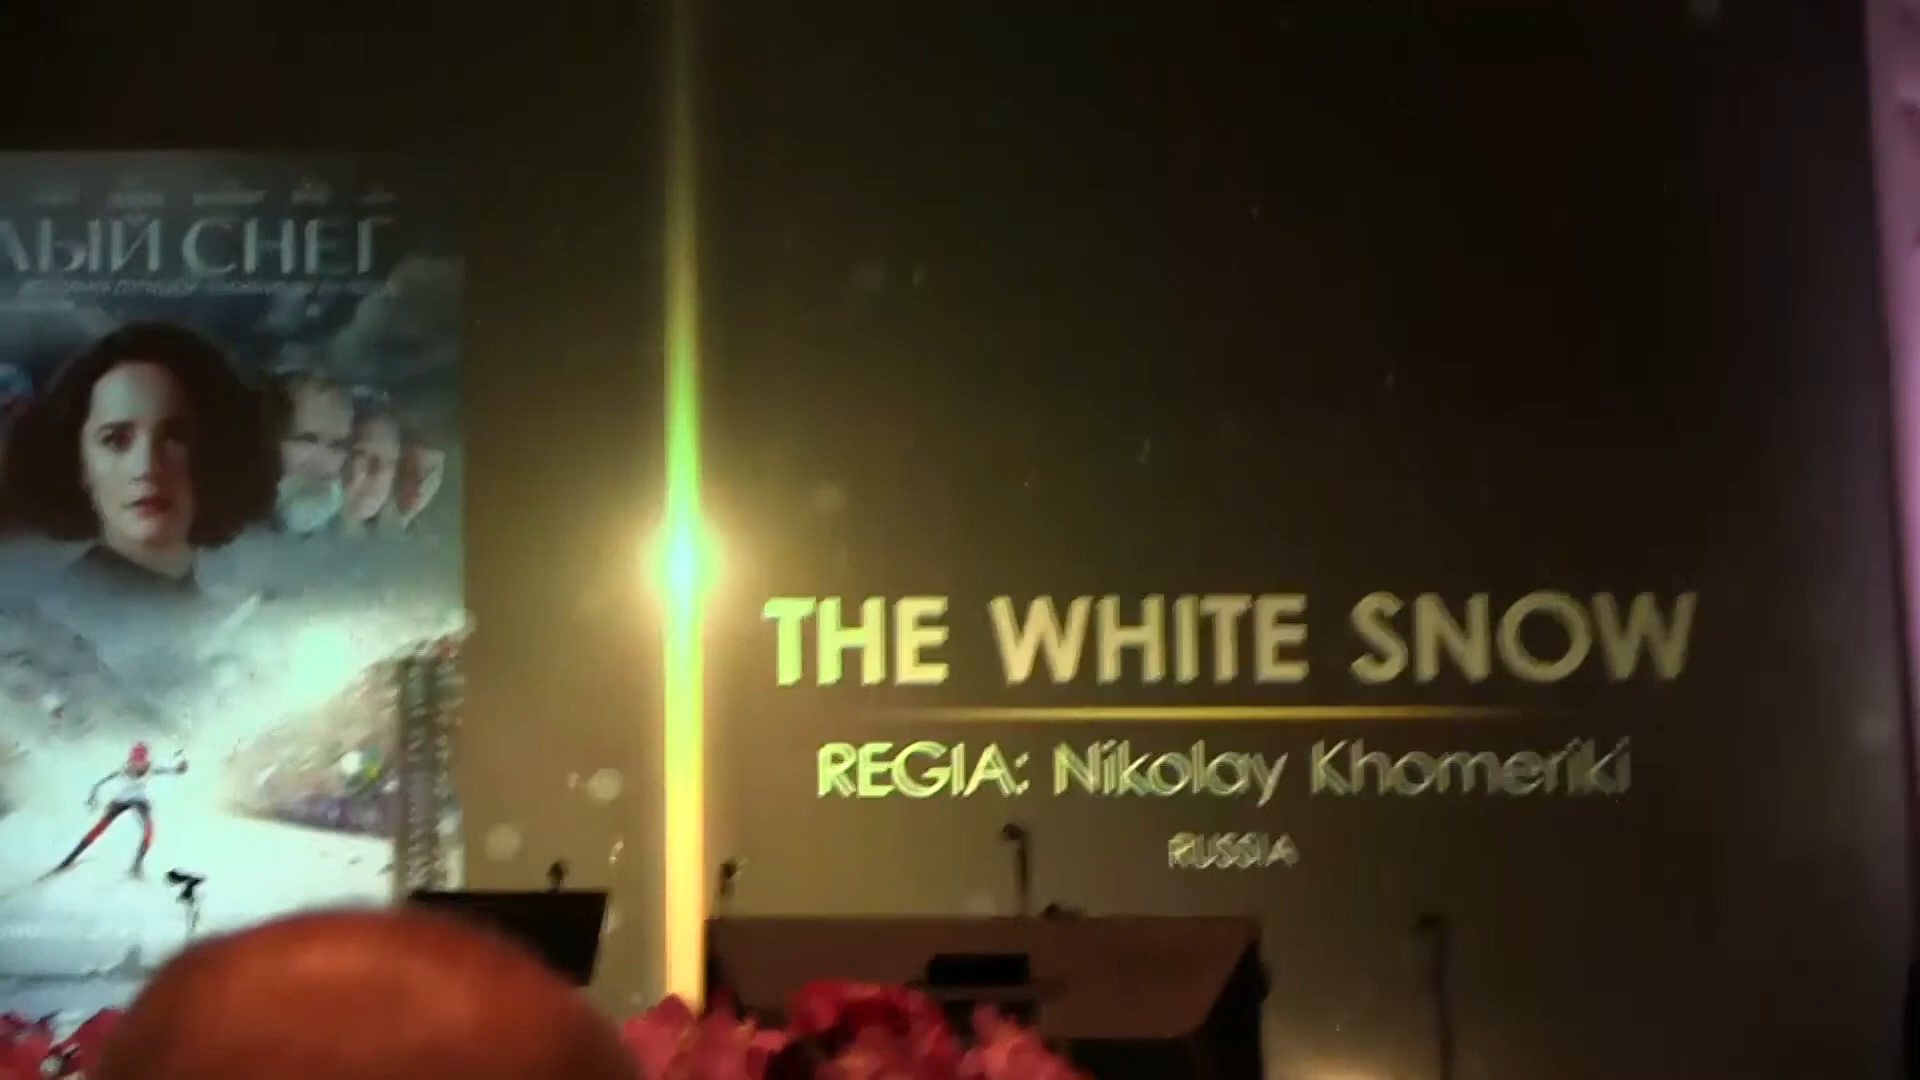 ЛЫЙ СНЕГ
THE WHITE SNOW
REGIA: Nikolay Khomeriki
RUSSIA